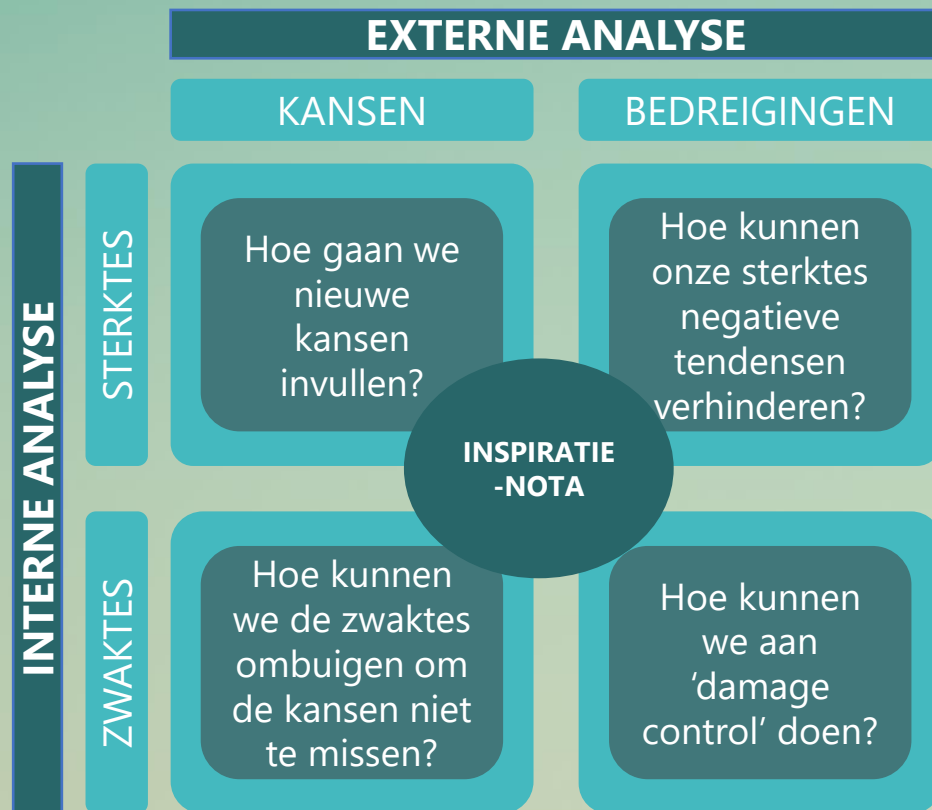 EXTERNE ANALYSE
KANSEN
BEDREIGINGEN
INTERNE ANALYSE
STERKTES
Hoe gaan we
nieuwe
kansen
invullen?
Hoe kunnen
onze sterktes
negatieve
tendensen
verhinderen?
INSPIRATIE
-NOTA
ZWAKTES
Hoe kunnen
we de zwaktes
ombuigen om
de kansen niet
te missen?
Hoe kunnen
we aan
‘damage
control’ doen?